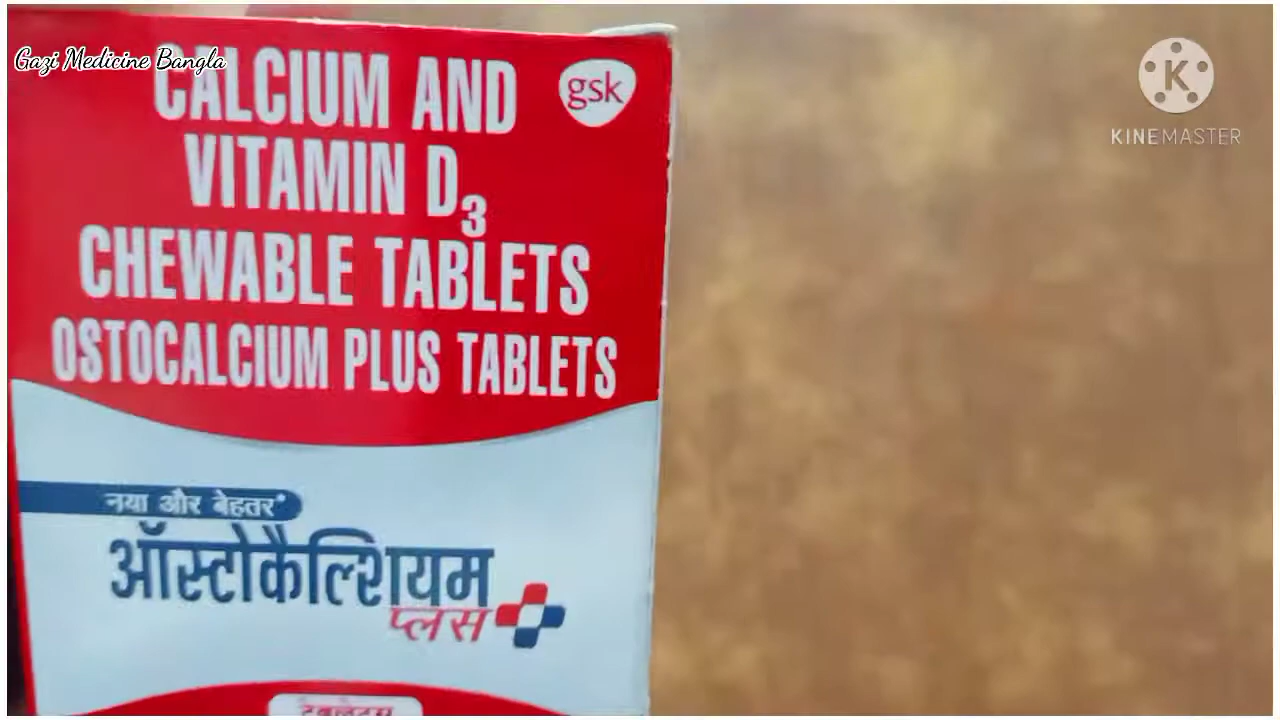 Gazi Medicine Bangla
CALCIUM AND
gsk
VITAMIN D3
CHEWABLE TABLETS
OSTOCALCIUM PLUS TABLETS
नया और बेहतर*
ऑस्टोकैल्शियम
प्लस
K
KINEMASTER